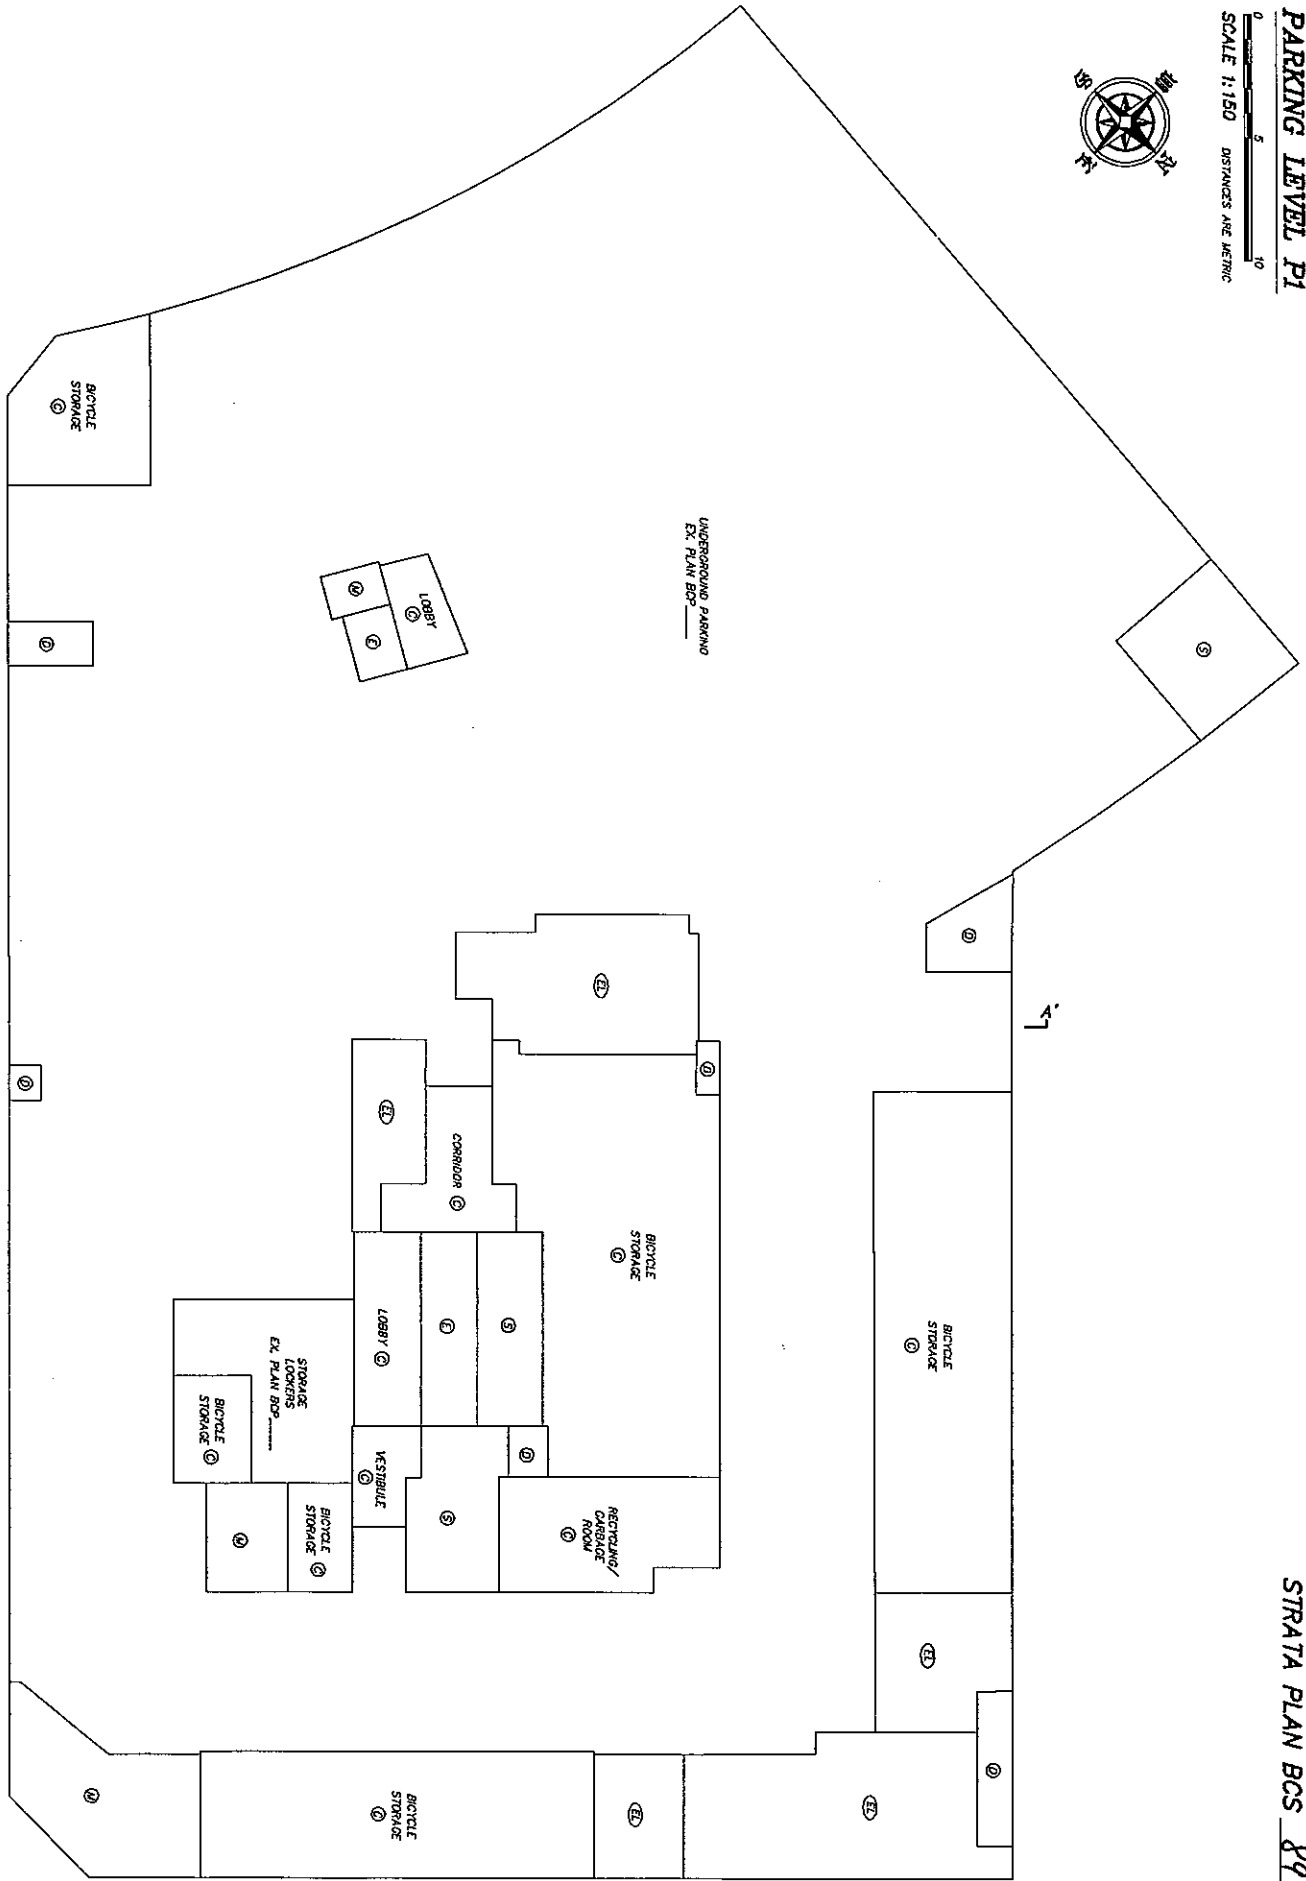 PARKING LEVEL P1
0 5 10
SCALE 1:150 DISTANCES ARE METRIC
N
E
S
STRATA PLAN BCS 89
S
UNDERGROUND PARKING
EX. PLAN BCP
BICYCLE
STORAGE
C
LOBBY
C
M
E
D
D
D
A'
EL
D
EL
CORRIDOR C
BICYCLE
STORAGE
C
BICYCLE
STORAGE
C
LOBBY C
E
S
STORAGE
LOCKERS
EX. PLAN BCP
BICYCLE
STORAGE C
VESTIBULE
C
D
S
RECYCLING/
GARBAGE
ROOM
C
BICYCLE
STORAGE C
M
EL
D
EL
EL
BICYCLE
STORAGE
C
M